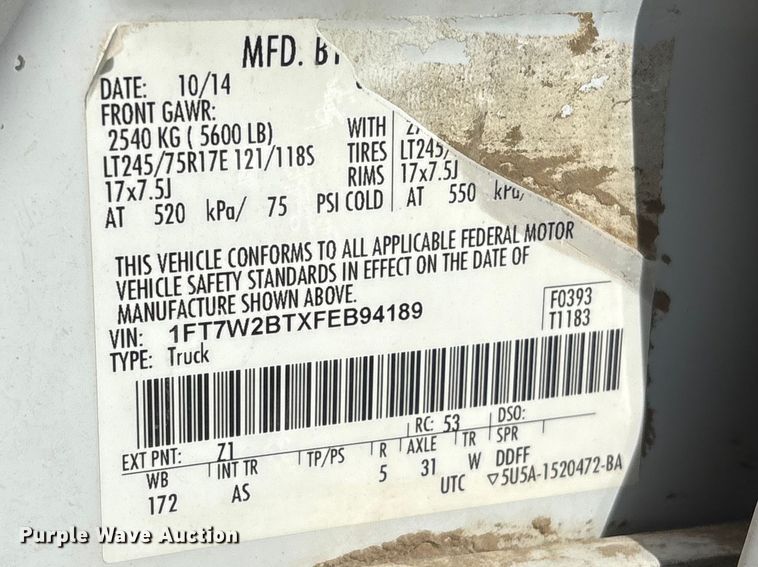 MFD. BY
DATE: 10/14
FRONT GAWR:
2540 KG ( 5600 LB) WITH
LT245/75R17E 121/118S TIRES LT245/
17x7.5J RIMS 17x7.5J
AT 520 kPa/ 75 PSI COLD AT 550 kPa/
THIS VEHICLE CONFORMS TO ALL APPLICABLE FEDERAL MOTOR
VEHICLE SAFETY STANDARDS IN EFFECT ON THE DATE OF
MANUFACTURE SHOWN ABOVE.
VIN: 1FT7W2BTXFEB94189
F0393
TYPE: Truck
T1183
EXT PNT: Z1 RC: 53 DSO:
WB INT TR TP/PS R AXLE TR SPR
172 AS 5 31 W DDFF
UTC ▽5U5A-1520472-BA
Purple Wave Auction